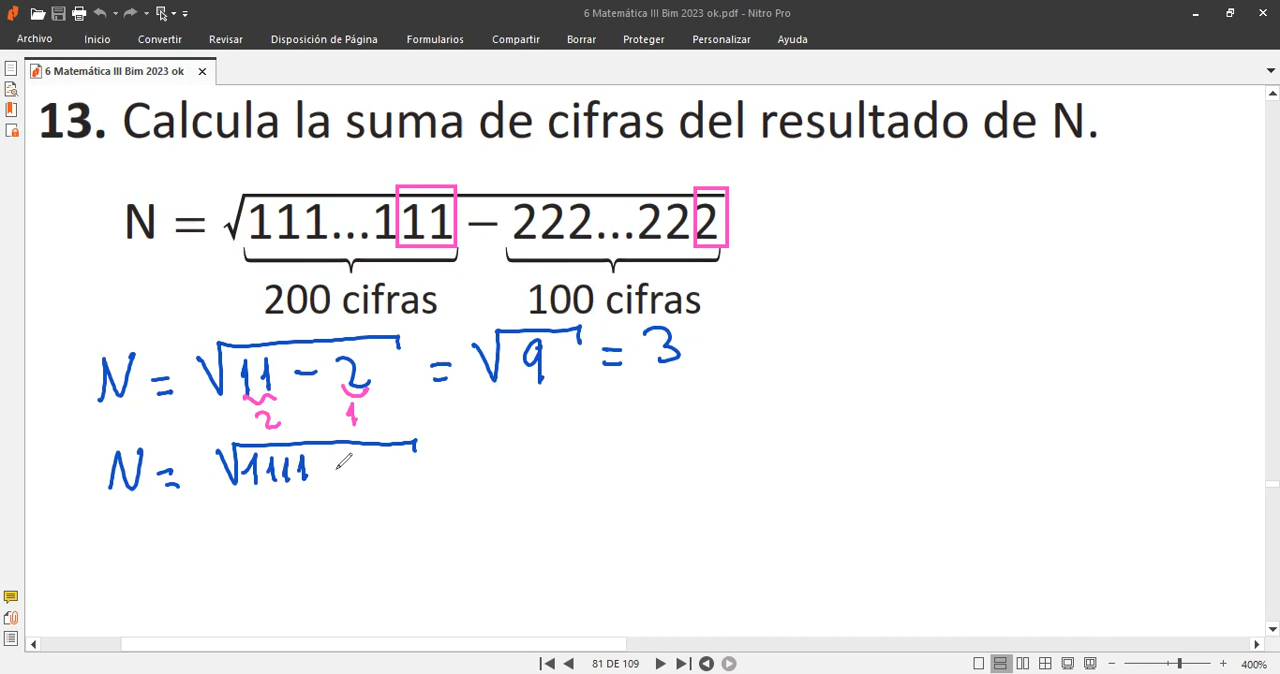 6 Matemática III Bim 2023 ok.pdf - Nitro Pro
Archivo Inicio Convertir Revisar Disposición de Página Formularios Compartir Borrar Proteger Personalizar Ayuda
6 Matemática III Bim 2023 ok
13. Calcula la suma de cifras del resultado de N.
N = √111...111 − 222...222
200 cifras 100 cifras
N = √11 - 2 = √9 = 3
2 1
N = √1111
81 DE 109
400%